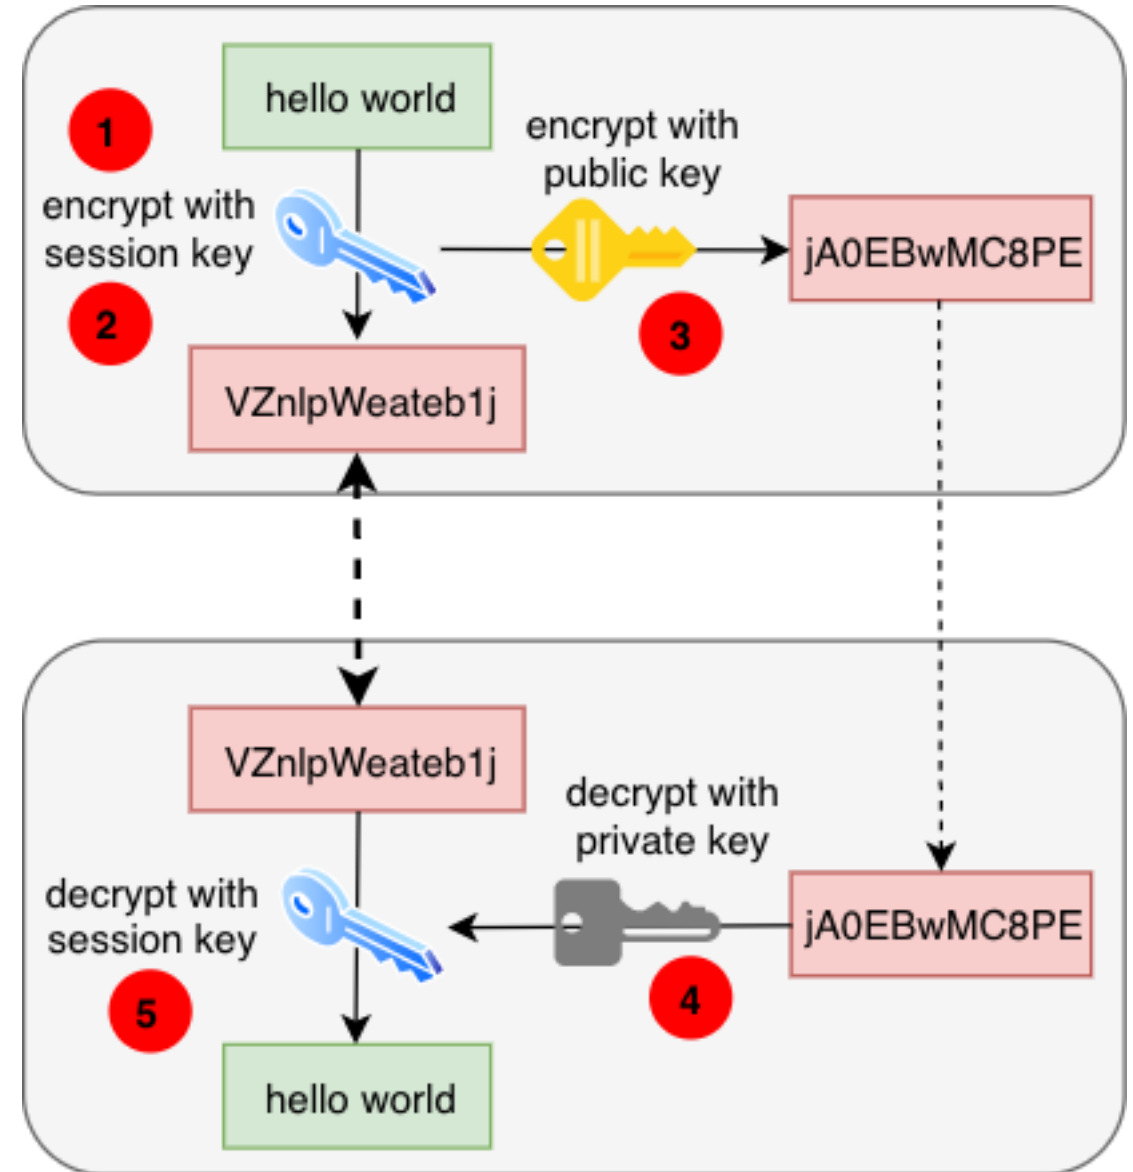 hello world
1
encrypt with
session key
2
encrypt with
public key
3
jA0EBwMC8PE
VZnlpWeateb1j
VZnlpWeateb1j
decrypt with
private key
4
jA0EBwMC8PE
decrypt with
session key
5
hello world